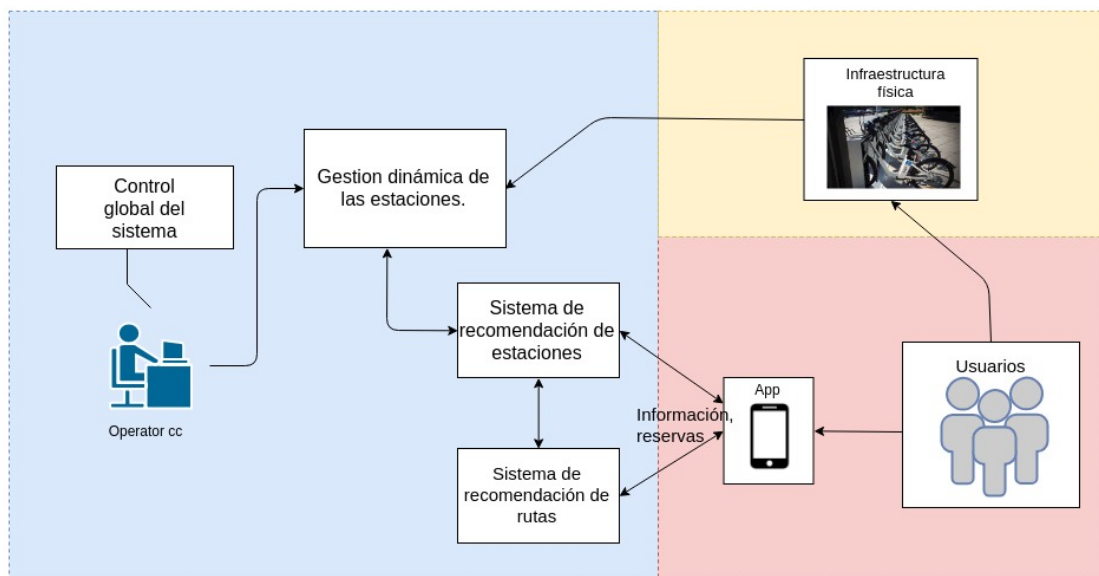 Infraestructura
física
Gestion dinámica de
las estaciones.
Control
global del
sistema
Sistema de
recomendación de
estaciones
Operator cc
Información,
reservas
App
Usuarios
Sistema de
recomendación de
rutas